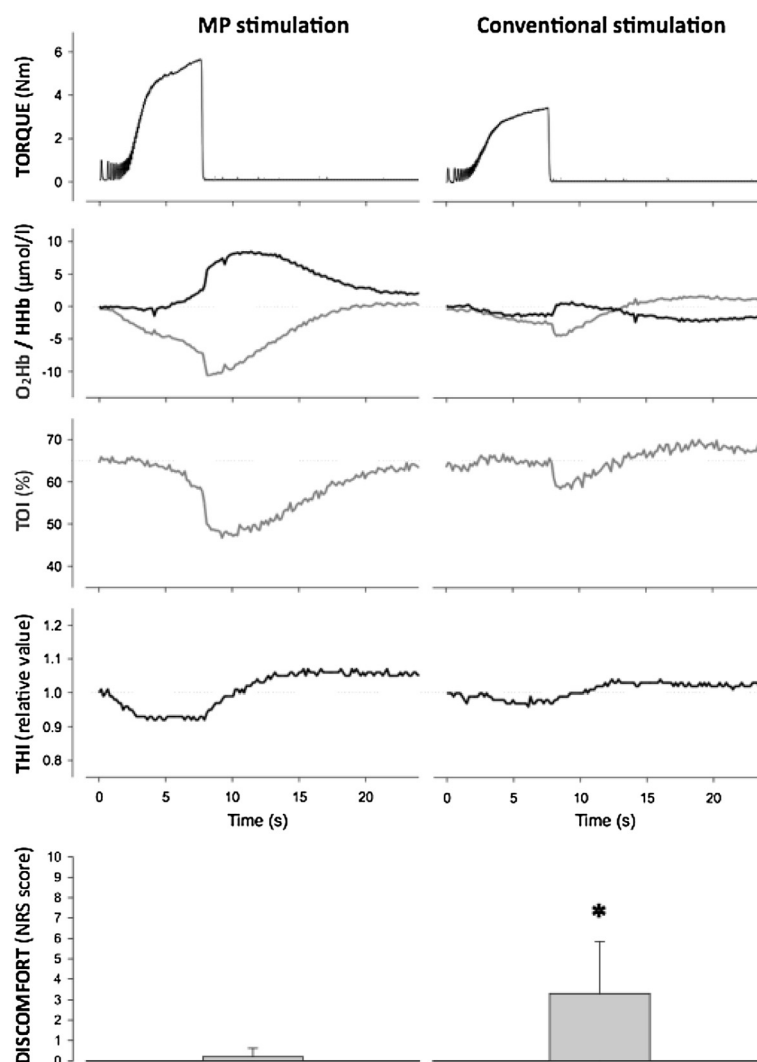 MP stimulation
Conventional stimulation
TORQUE (Nm)
6
4
2
0
O₂Hb / HHb (µmol/l)
10
5
0
-5
-10
TOI (%)
70
60
50
40
THI (relative value)
1.2
1.1
1.0
0.9
0.8
0 5 10 15 20
0 5 10 15 20
Time (s)
Time (s)
DISCOMFORT (NRS score)
10
9
8
7
6
5
4
3
2
1
0
*